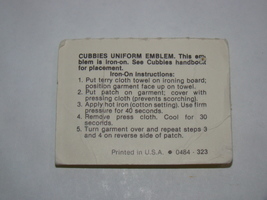 CUBBIES UNIFORM EMBLEM. This em-
blem is iron-on. See Cubbies handbook
for placement.
Iron-On Instructions:
1. Put terry cloth towel on ironing board;
position garment face up on towel.
2. Put patch on garment; cover with
pressing cloth (prevents scorching).
3. Apply hot iron (cotton setting). Use firm
pressure for 40 seconds.
4. Remove press cloth. Cool for 30
seconds.
5. Turn garment over and repeat steps 3
and 4 on reverse side of patch.
Printed in U.S.A. ● 0484 - 323